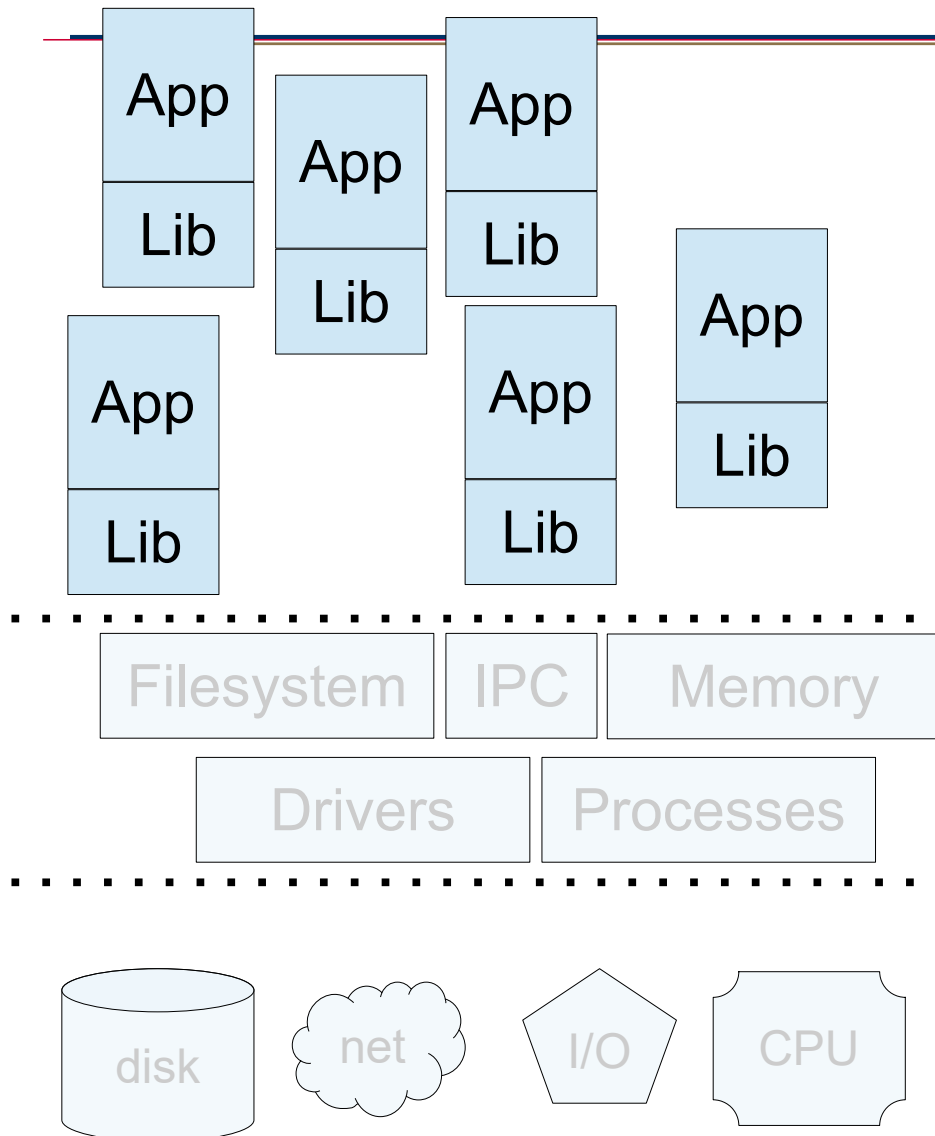 App
Lib
App
Lib
App
Lib
App
Lib
App
Lib
App
Lib
Filesystem
IPC
Memory
Drivers
Processes
disk
net
I/O
CPU